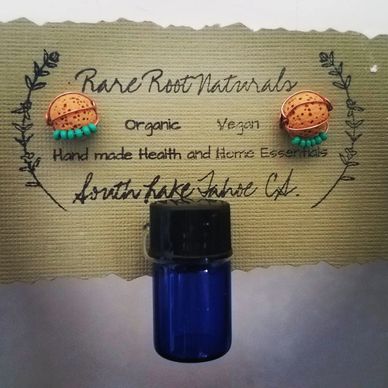 Rare Root Naturals
Organic Vegan
Hand made Health and Home Essentials
South Lake Tahoe CA.